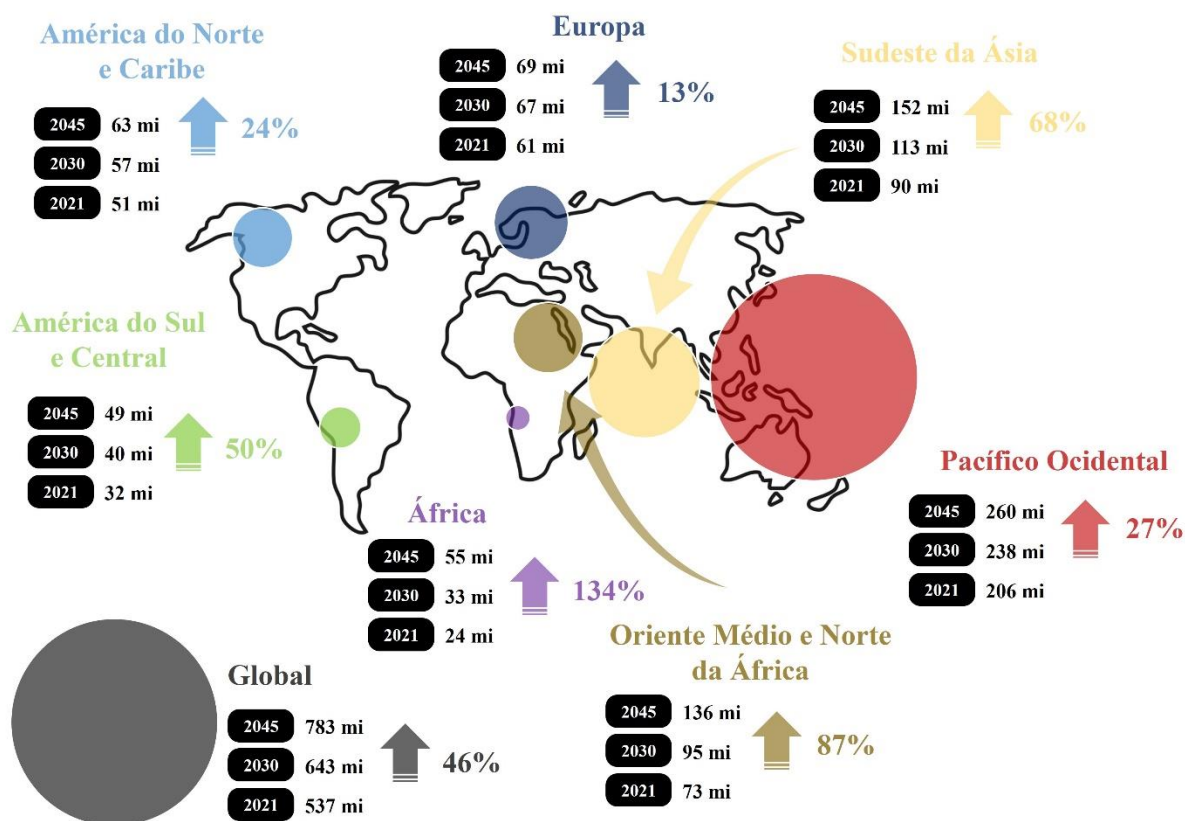 América do Norte
e Caribe
2045 63 mi
2030 57 mi
2021 51 mi
24%
Europa
2045 69 mi
2030 67 mi
2021 61 mi
13%
Sudeste da Ásia
2045 152 mi
2030 113 mi
2021 90 mi
68%
América do Sul
e Central
2045 49 mi
2030 40 mi
2021 32 mi
50%
África
2045 55 mi
2030 33 mi
2021 24 mi
134%
Pacífico Ocidental
2045 260 mi
2030 238 mi
2021 206 mi
27%
Global
2045 783 mi
2030 643 mi
2021 537 mi
46%
Oriente Médio e Norte
da África
2045 136 mi
2030 95 mi
2021 73 mi
87%